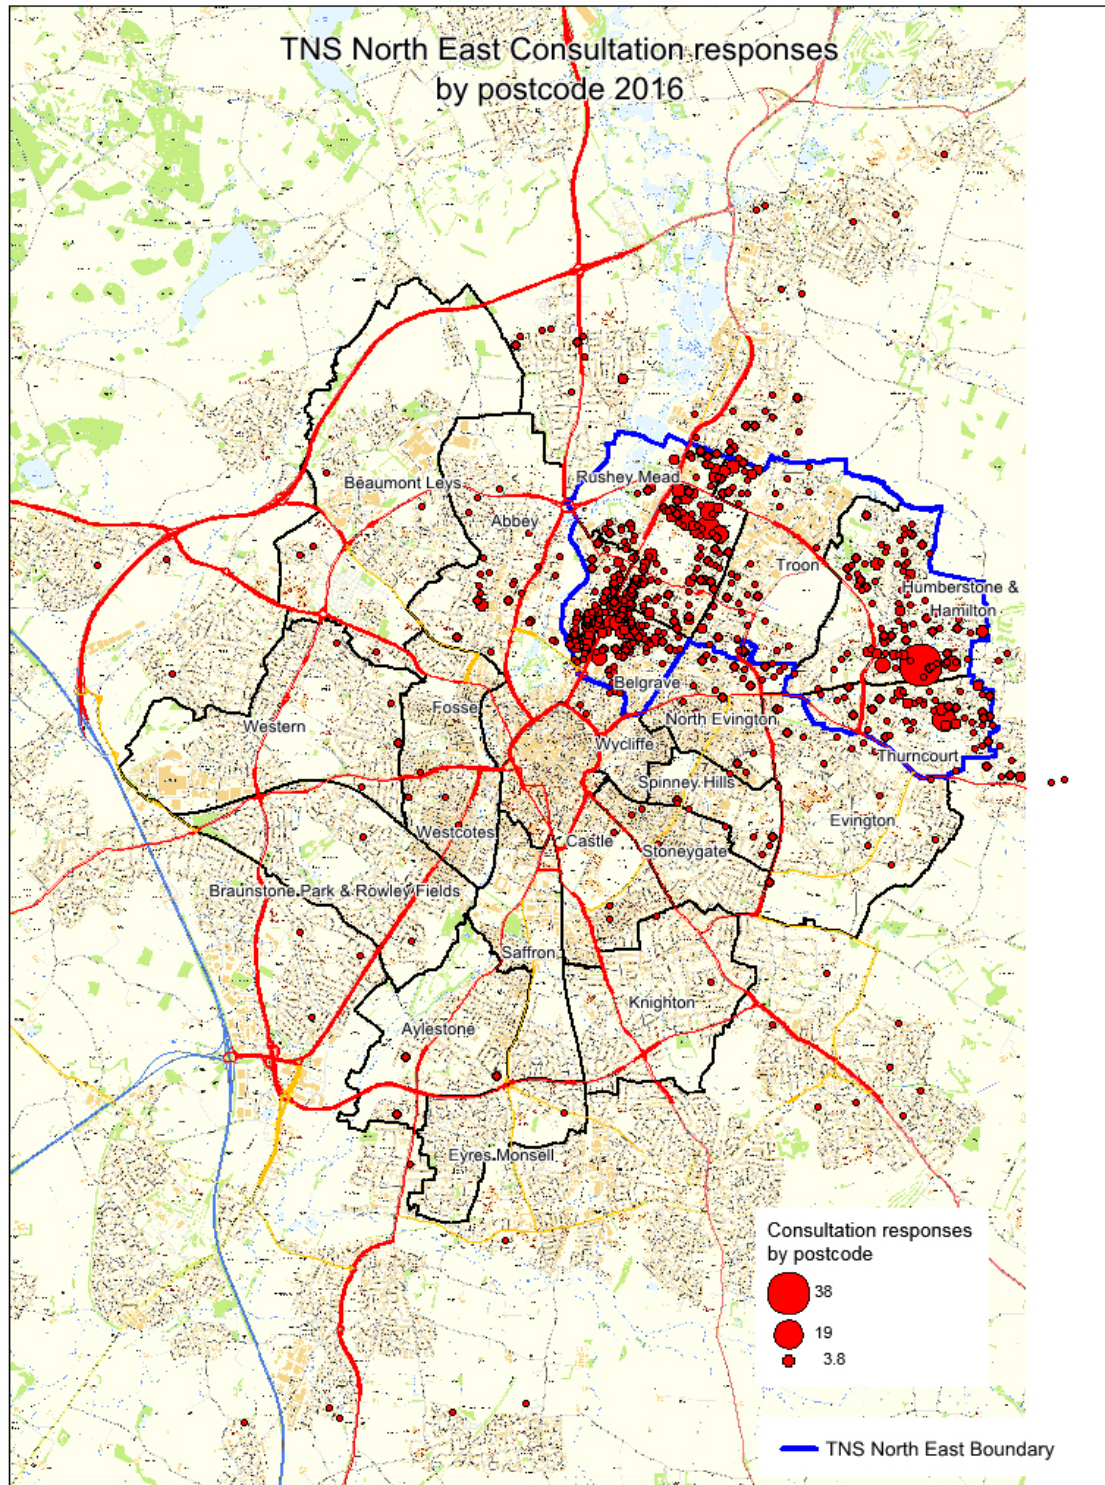 TNS North East Consultation responses
by postcode 2016
Rushey Mead
Beaumont Leys
Abbey
Troon
Humberstone &
Hamilton
Belgrave
Fosse
North Evington
Western
Wycliffe
Thurncourt
Spinney Hills
Evington
Westcotes
Castle
Stoneygate
Braunstone Park & Rowley Fields
Saffron
Knighton
Aylestone
Eyres Monsell
Consultation responses
by postcode
38
19
3.8
TNS North East Boundary